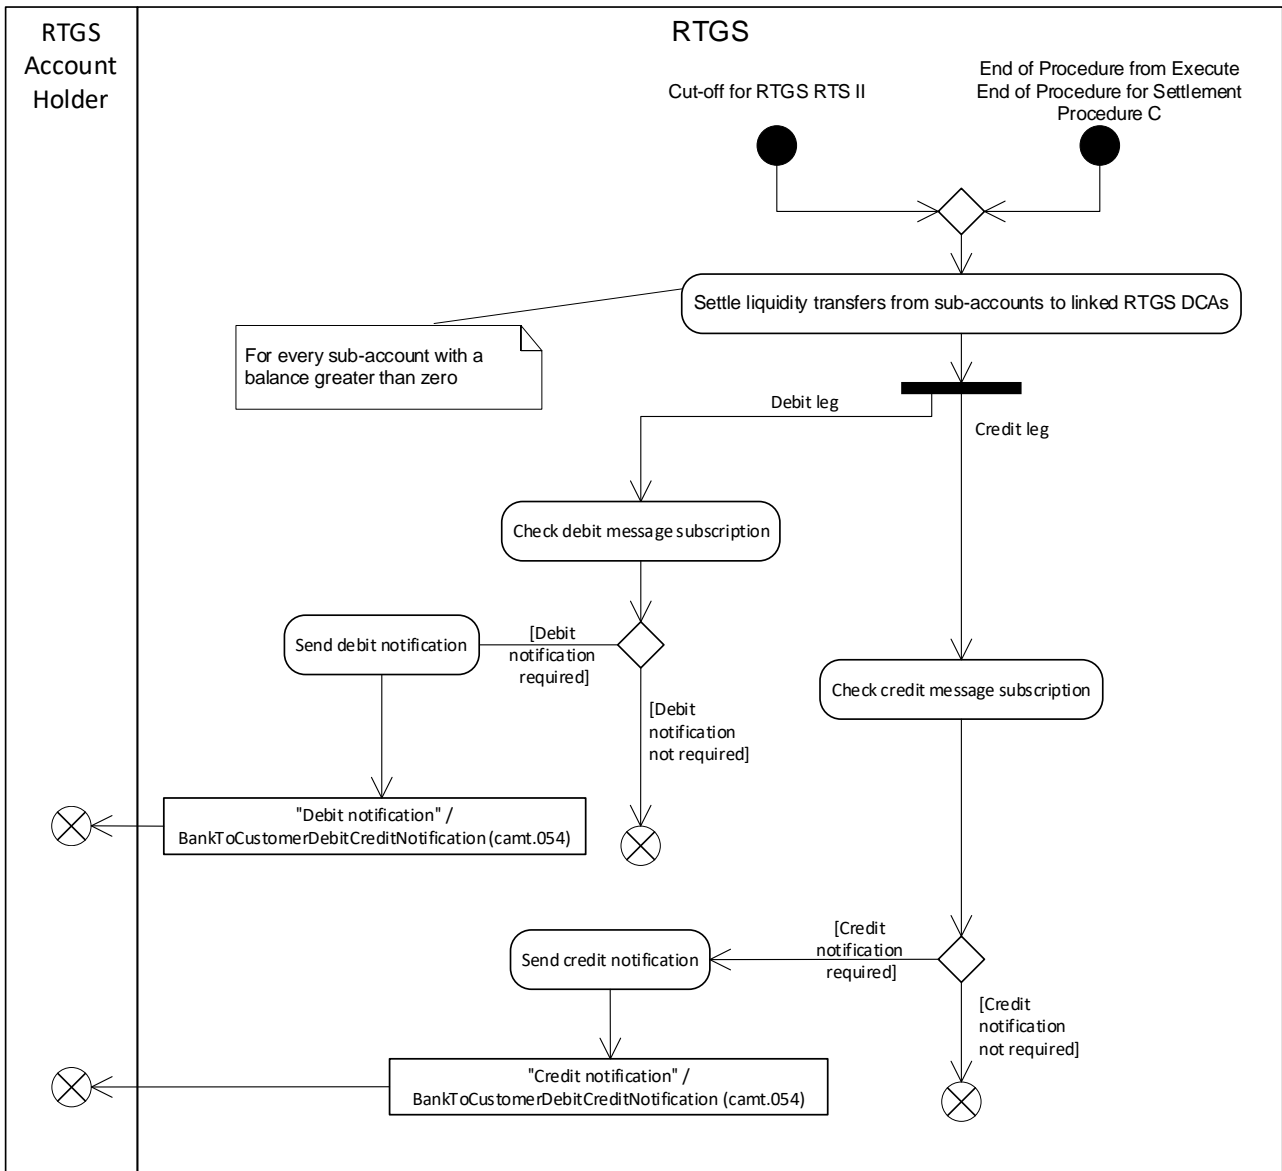 RTGS
Account
Holder
RTGS
Cut-off for RTGS RTS II
End of Procedure from Execute
End of Procedure for Settlement
Procedure C
Settle liquidity transfers from sub-accounts to linked RTGS DCAs
For every sub-account with a
balance greater than zero
Debit leg
Credit leg
Check debit message subscription
Send debit notification
[Debit
notification
required]
Check credit message subscription
[Debit
notification
not required]
"Debit notification" /
BankToCustomerDebitCreditNotification (camt.054)
Send credit notification
[Credit
notification
required]
[Credit
notification
not required]
"Credit notification" /
BankToCustomerDebitCreditNotification (camt.054)